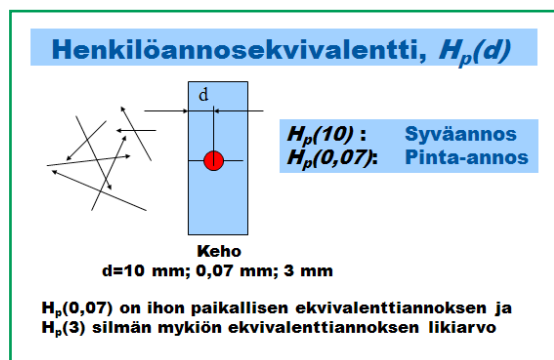 Henkilöannosekvivalentti, Hp(d)
d
Hp(10) : Syväannos
Hp(0,07): Pinta-annos
Keho
d=10 mm; 0,07 mm; 3 mm
Hp(0,07) on ihon paikallisen ekvivalenttiannoksen ja
Hp(3) silmän mykiön ekvivalenttiannoksen likiarvo